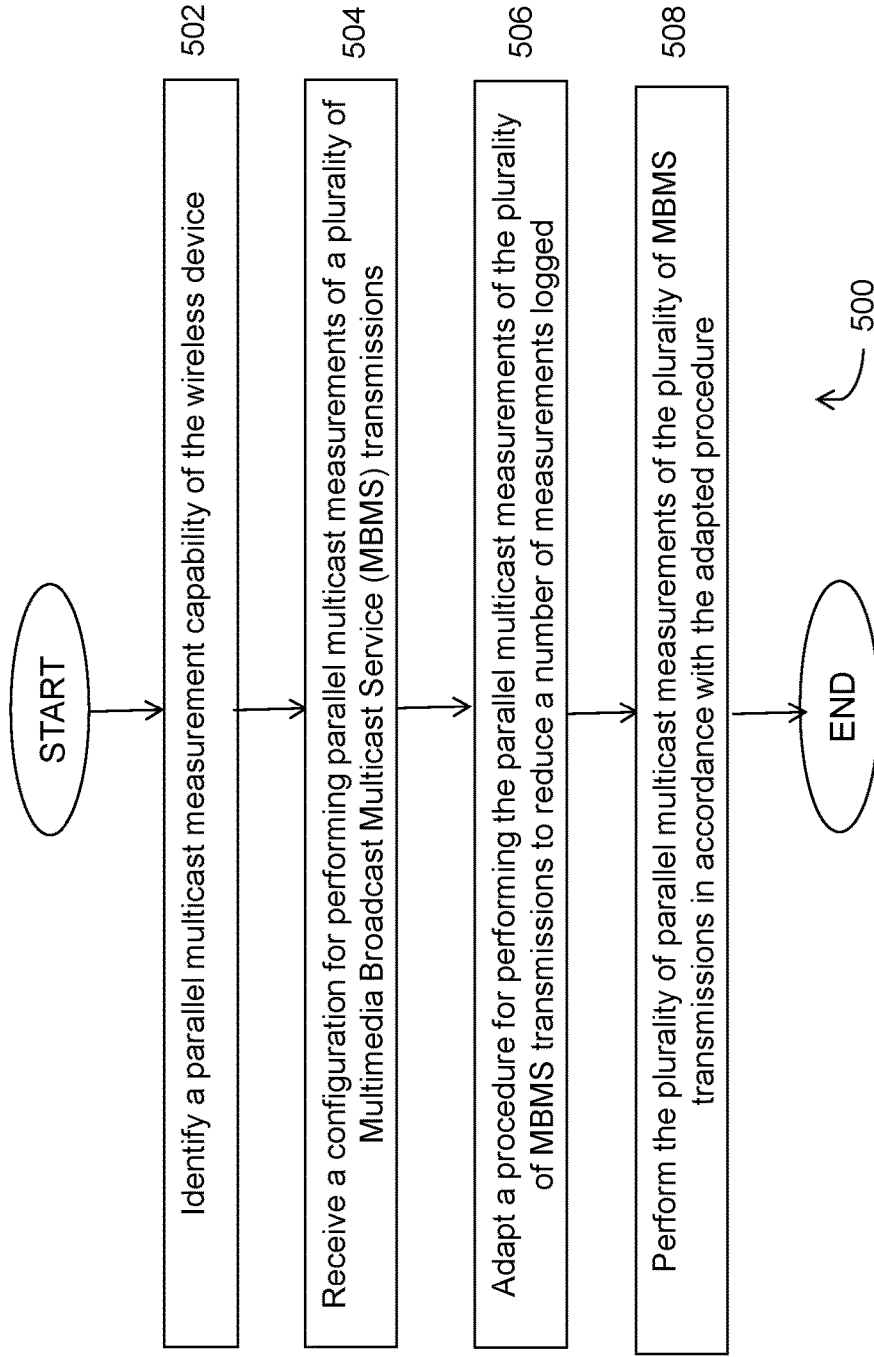 START
Identify a parallel multicast measurement capability of the wireless device
502
Receive a configuration for performing parallel multicast measurements of a plurality of
Multimedia Broadcast Multicast Service (MBMS) transmissions
504
Adapt a procedure for performing the parallel multicast measurements of the plurality
of MBMS transmissions to reduce a number of measurements logged
506
Perform the plurality of parallel multicast measurements of the plurality of MBMS
transmissions in accordance with the adapted procedure
508
END
500